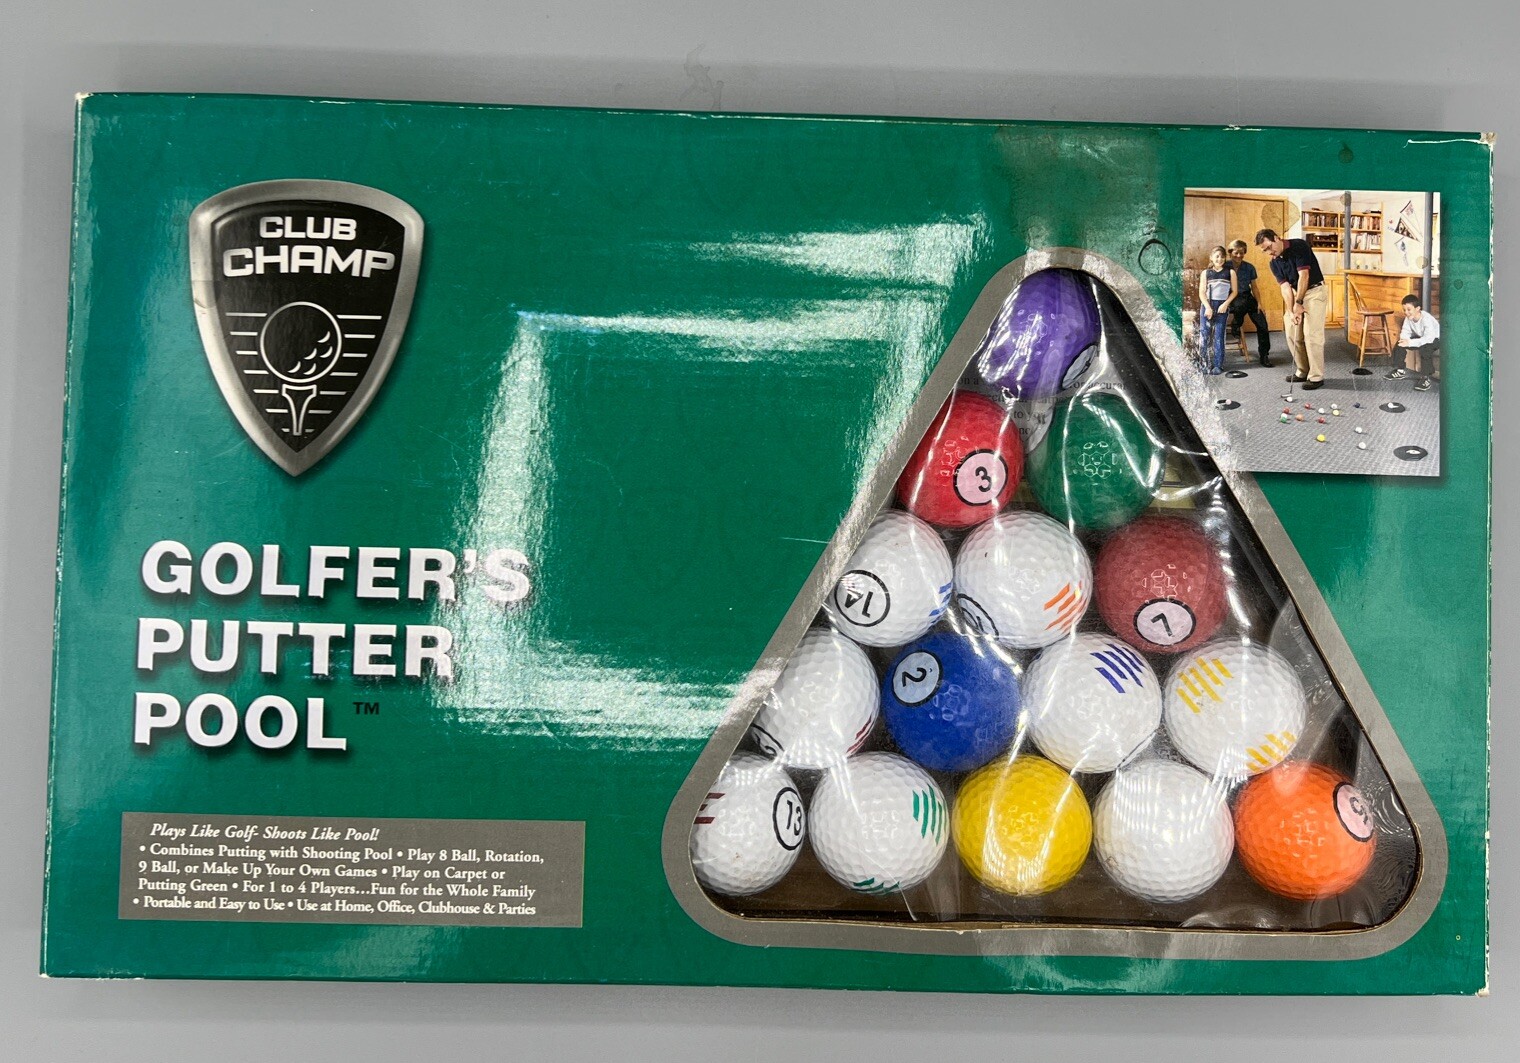 CLUB
CHAMP
GOLFER'S
PUTTER
POOL™
Plays Like Golf- Shoots Like Pool!
• Combines Putting with Shooting Pool • Play 8 Ball, Rotation,
9 Ball, or Make Up Your Own Games • Play on Carpet or
Putting Green • For 1 to 4 Players...Fun for the Whole Family
• Portable and Easy to Use • Use at Home, Office, Clubhouse & Parties
3
14
7
2
13
5